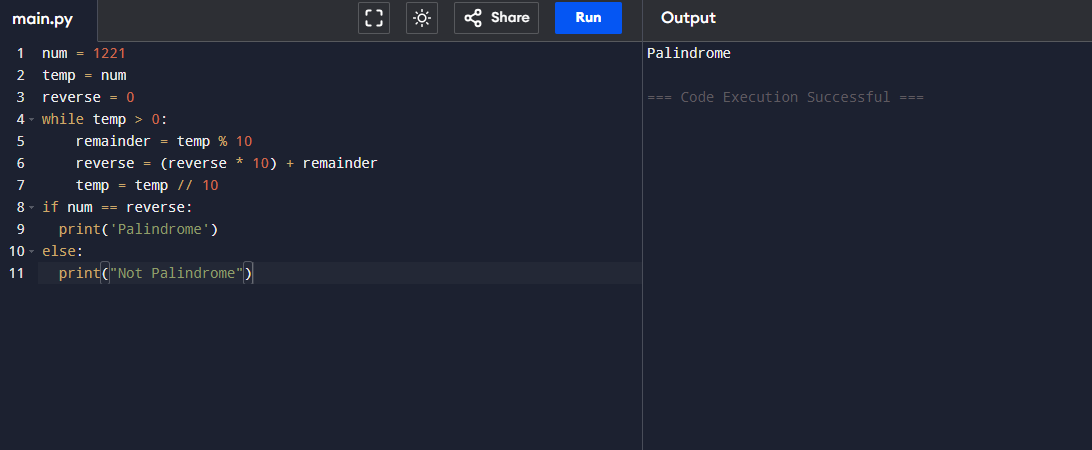 main.py Share Run Output
1 num = 1221
2 temp = num
3 reverse = 0
4 while temp > 0:
5     remainder = temp % 10
6     reverse = (reverse * 10) + remainder
7     temp = temp // 10
8 if num == reverse:
9   print('Palindrome')
10 else:
11   print("Not Palindrome")
Palindrome
=== Code Execution Successful ===